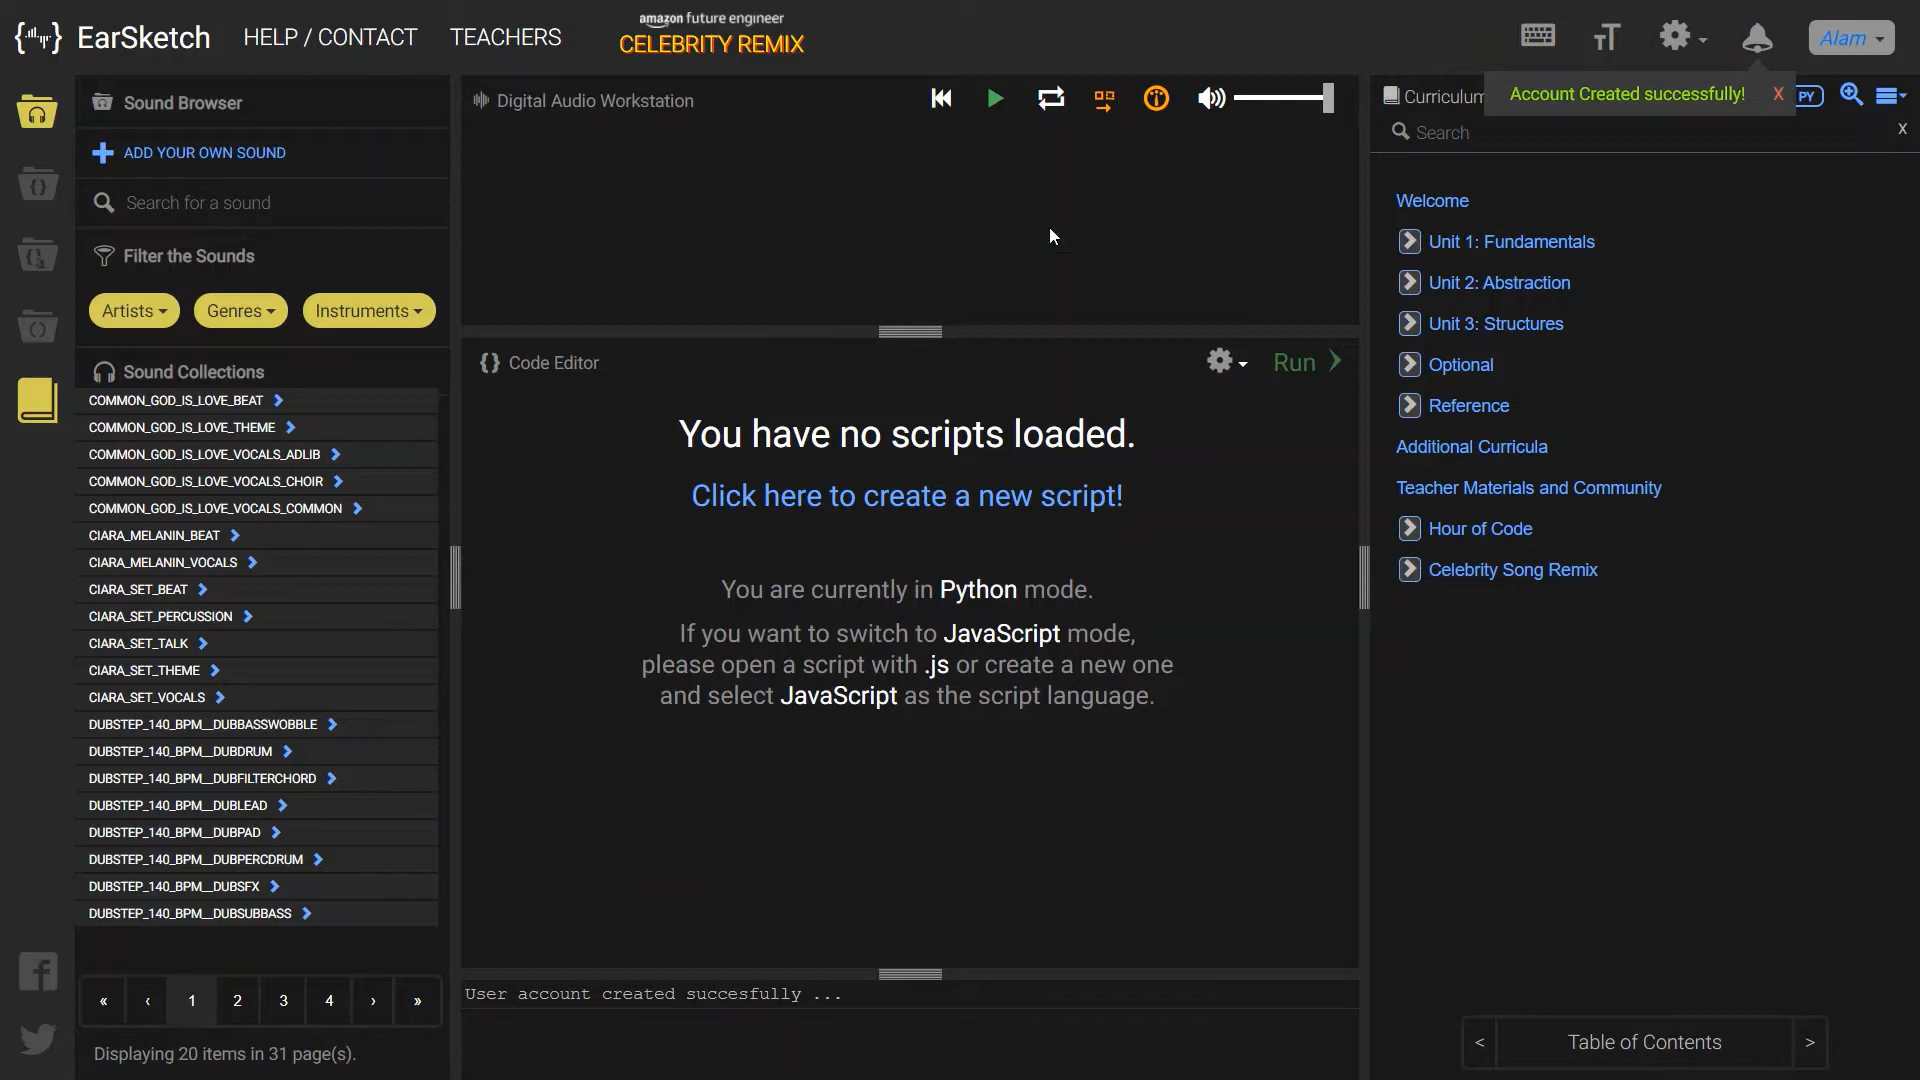 EarSketch
HELP / CONTACT
TEACHERS
amazon future engineer
CELEBRITY REMIX
Alam
Sound Browser
ADD YOUR OWN SOUND
Search for a sound
Filter the Sounds
Artists
Genres
Instruments
Sound Collections
COMMON_GOD_IS_LOVE_BEAT
COMMON_GOD_IS_LOVE_THEME
COMMON_GOD_IS_LOVE_VOCALS_ADLIB
COMMON_GOD_IS_LOVE_VOCALS_CHOIR
COMMON_GOD_IS_LOVE_VOCALS_COMMON
CIARA_MELANIN_BEAT
CIARA_MELANIN_VOCALS
CIARA_SET_BEAT
CIARA_SET_PERCUSSION
CIARA_SET_TALK
CIARA_SET_THEME
CIARA_SET_VOCALS
DUBSTEP_140_BPM__DUBBASSWOBBLE
DUBSTEP_140_BPM__DUBDRUM
DUBSTEP_140_BPM__DUBFILTERCHORD
DUBSTEP_140_BPM__DUBLEAD
DUBSTEP_140_BPM__DUBPAD
DUBSTEP_140_BPM__DUBPERCDRUM
DUBSTEP_140_BPM__DUBSFX
DUBSTEP_140_BPM__DUBSUBBASS
« ‹ 1 2 3 4 › »
Displaying 20 items in 31 page(s).
Digital Audio Workstation
{} Code Editor
Run
You have no scripts loaded.
Click here to create a new script!
You are currently in Python mode.
If you want to switch to JavaScript mode,
please open a script with .js or create a new one
and select JavaScript as the script language.
User account created succesfully ...
Curriculum
Account Created successfully! X
PY
Search
X
Welcome
Unit 1: Fundamentals
Unit 2: Abstraction
Unit 3: Structures
Optional
Reference
Additional Curricula
Teacher Materials and Community
Hour of Code
Celebrity Song Remix
< Table of Contents >